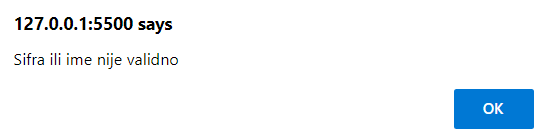 127.0.0.1:5500 says
Sifra ili ime nije validno
OK